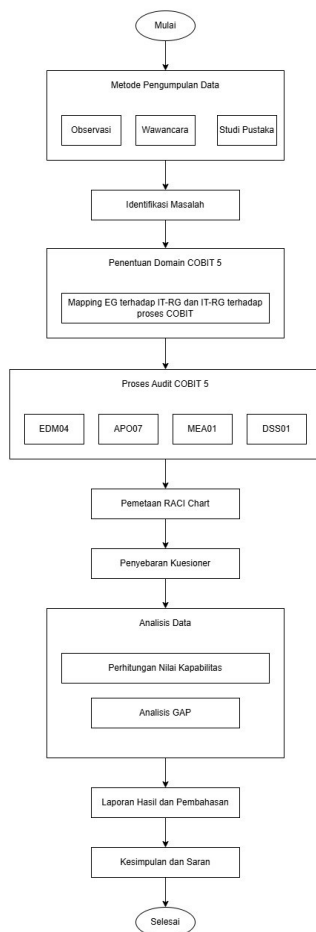 Mulai
Metode Pengumpulan Data
Observasi
Wawancara
Studi Pustaka
Identifikasi Masalah
Penentuan Domain COBIT 5
Mapping EG terhadap IT-RG dan IT-RG terhadap
proses COBIT
Proses Audit COBIT 5
EDM04
APO07
MEA01
DSS01
Pemetaan RACI Chart
Penyebaran Kuesioner
Analisis Data
Perhitungan Nilai Kapabilitas
Analisis GAP
Laporan Hasil dan Pembahasan
Kesimpulan dan Saran
Selesai